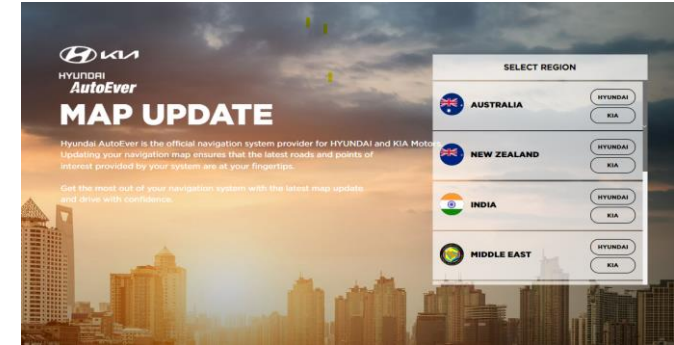 KIA
HYUNDAI
AutoEver
MAP UPDATE
Hyundai AutoEver is the official navigation system provider for HYUNDAI and KIA Motors.
Updating your navigation map ensures that the latest roads and points of
interest provided by your system are at your fingertips.
Get the most out of your navigation system with the latest map update
and drive with confidence.
SELECT REGION
AUSTRALIA
HYUNDAI
KIA
NEW ZEALAND
HYUNDAI
KIA
INDIA
HYUNDAI
KIA
MIDDLE EAST
HYUNDAI
KIA